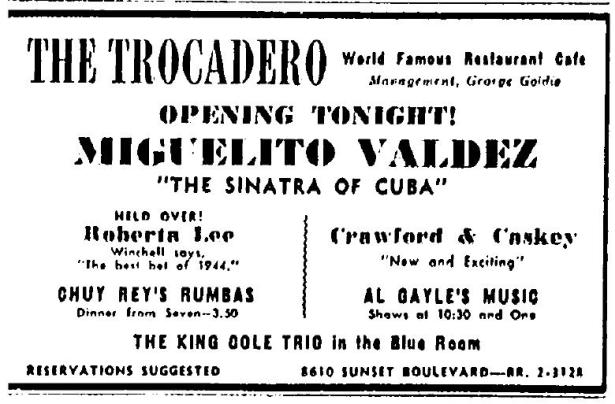 THE TROCADERO
World Famous Restaurant Cafe
Management, George Goldie
OPENING TONIGHT!
MIGUELITO VALDEZ
"THE SINATRA OF CUBA"
HELD OVER!
Roberta Lee
Winchell says,
"The best bet of 1944."
CHUY REY'S RUMBAS
Dinner from Seven—3.50
Crawford & Caskey
"New and Exciting"
AL GAYLE'S MUSIC
Shows at 10:30 and One
THE KING COLE TRIO in the Blue Room
RESERVATIONS SUGGESTED
8610 SUNSET BOULEVARD—BR. 2-3128